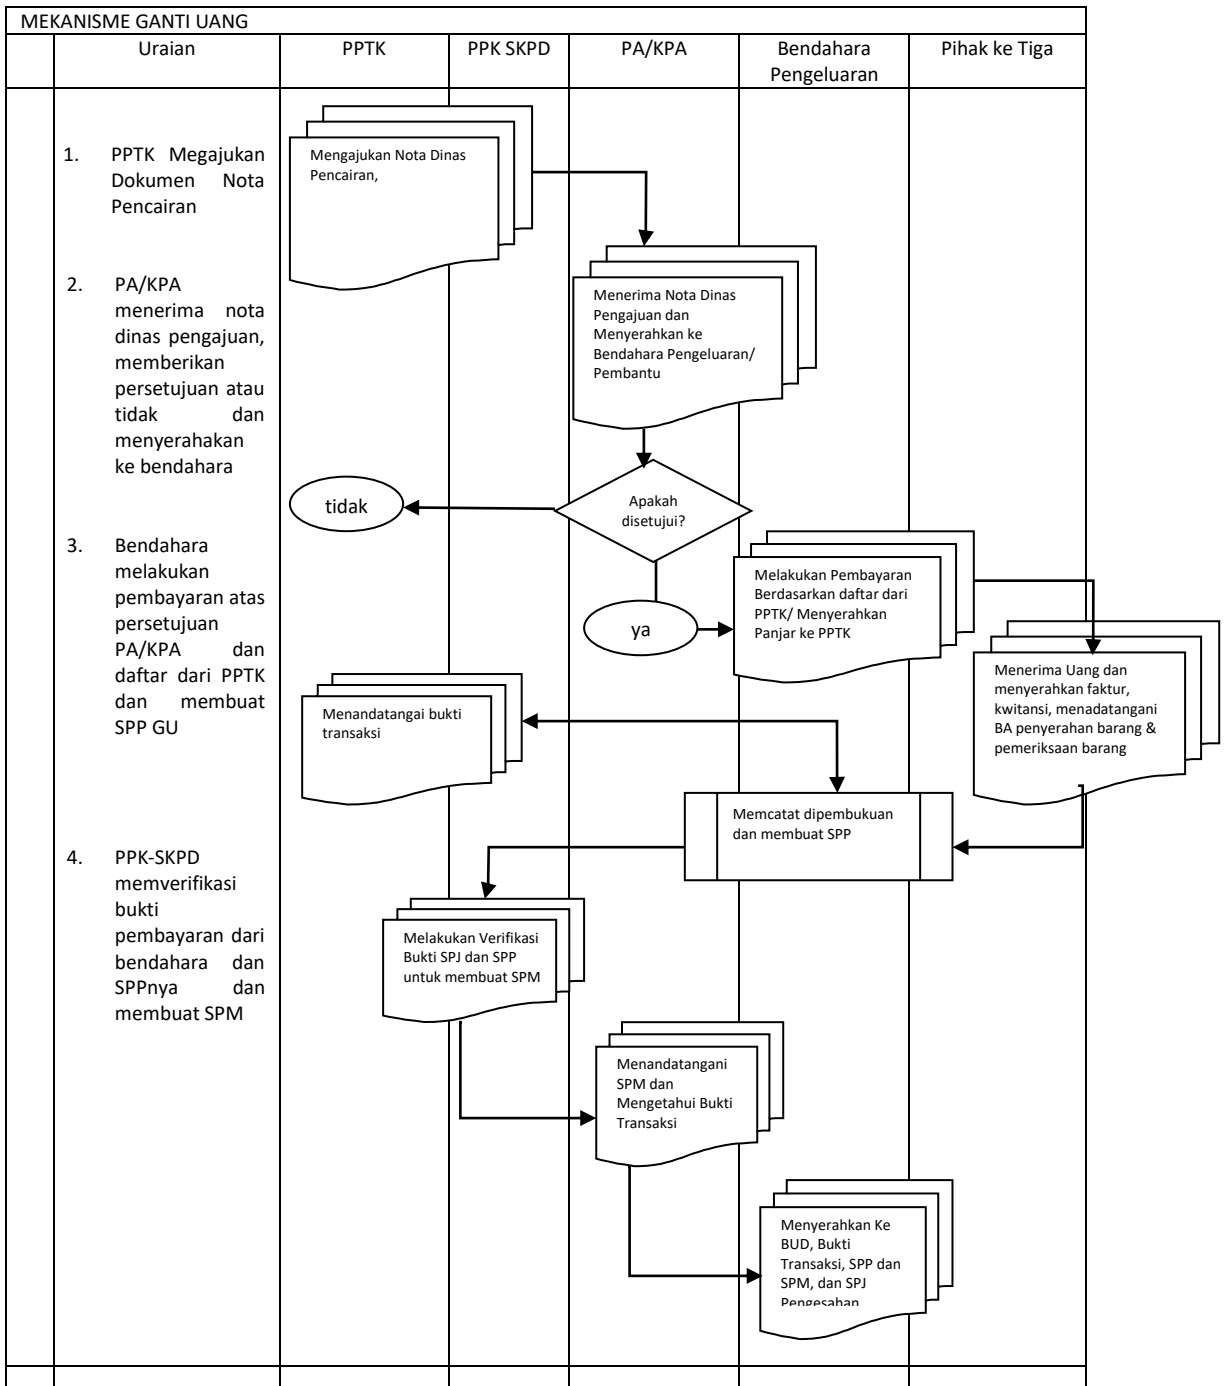 MEKANISME GANTI UANG
Uraian
PPTK
PPK SKPD
PA/KPA
Bendahara
Pengeluaran
Pihak ke Tiga
1. PPTK Megajukan
Dokumen Nota
Pencairan
Mengajukan Nota Dinas
Pencairan,
2. PA/KPA
menerima nota
dinas pengajuan,
memberikan
persetujuan atau
tidak dan
menyerahakan
ke bendahara
Menerima Nota Dinas
Pengajuan dan
Menyerahkan ke
Bendahara Pengeluaran/
Pembantu
Apakah
disetujui?
tidak
ya
3. Bendahara
melakukan
pembayaran atas
persetujuan
PA/KPA dan
daftar dari PPTK
dan membuat
SPP GU
Melakukan Pembayaran
Berdasarkan daftar dari
PPTK/ Menyerahkan
Panjar ke PPTK
Menerima Uang dan
menyerahkan faktur,
kwitansi, menadatangani
BA penyerahan barang &
pemeriksaan barang
Menandatangai bukti
transaksi
Memcatat dipembukuan
dan membuat SPP
4. PPK-SKPD
memverifikasi
bukti
pembayaran dari
bendahara dan
SPPnya dan
membuat SPM
Melakukan Verifikasi
Bukti SPJ dan SPP
untuk membuat SPM
Menandatangani
SPM dan
Mengetahui Bukti
Transaksi
Menyerahkan Ke
BUD, Bukti
Transaksi, SPP dan
SPM, dan SPJ
Pengesahan